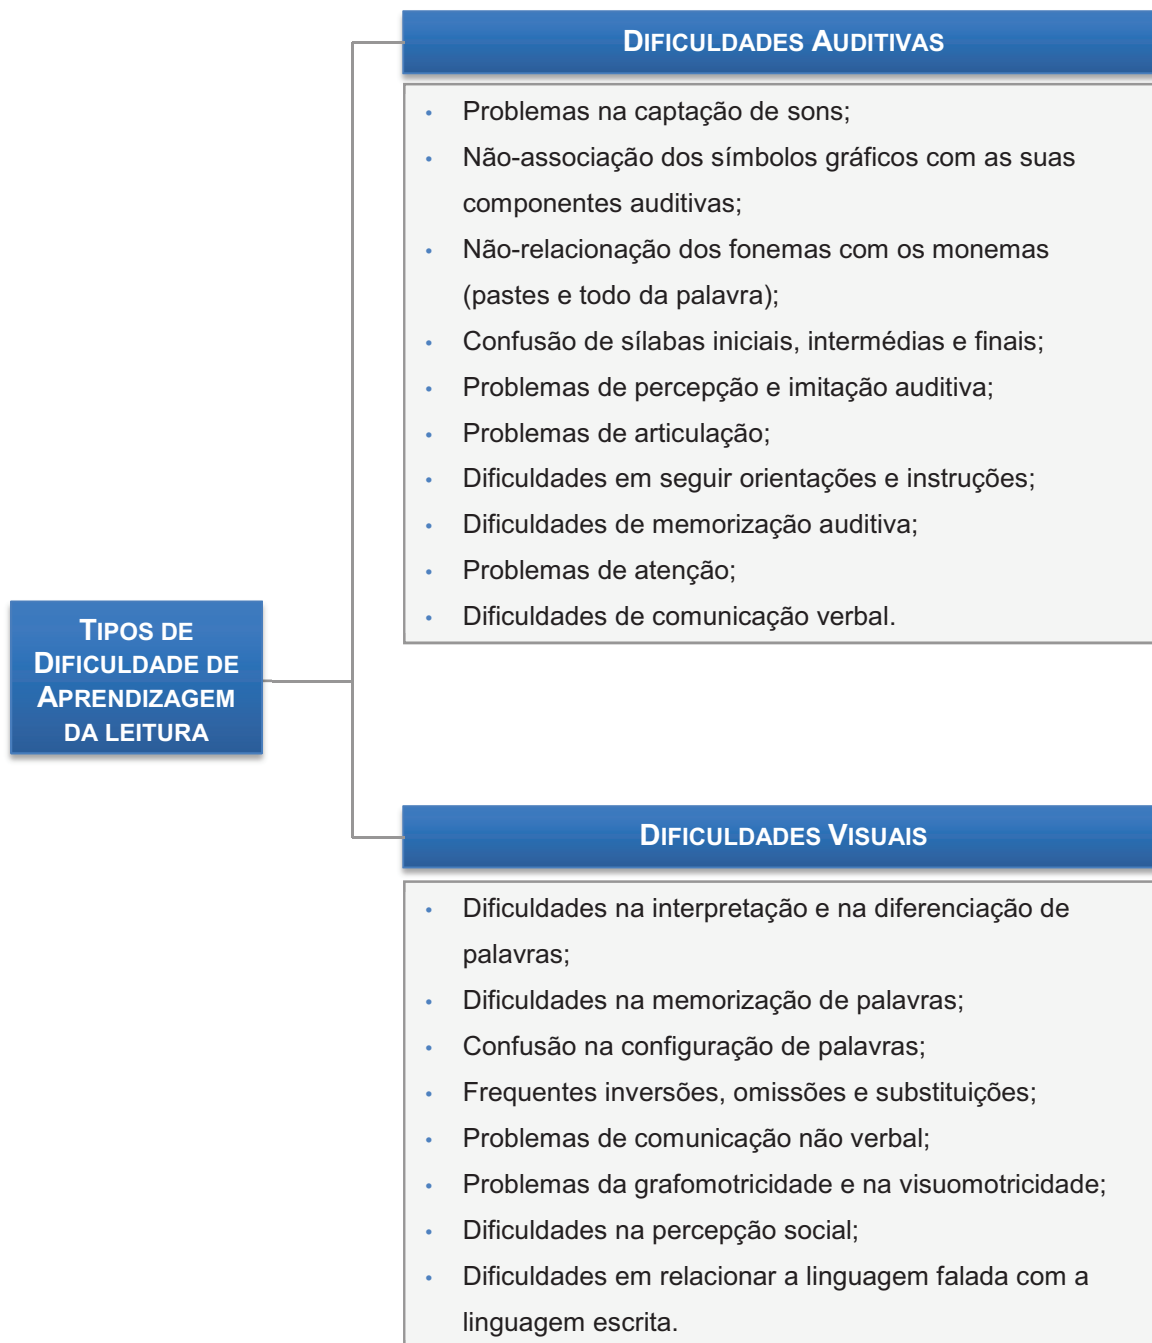 DIFICULDADES AUDITIVAS
• Problemas na captação de sons;
• Não-associação dos símbolos gráficos com as suas
componentes auditivas;
• Não-relacionação dos fonemas com os monemas
(pastes e todo da palavra);
• Confusão de sílabas iniciais, intermédias e finais;
• Problemas de percepção e imitação auditiva;
• Problemas de articulação;
• Dificuldades em seguir orientações e instruções;
• Dificuldades de memorização auditiva;
• Problemas de atenção;
• Dificuldades de comunicação verbal.
TIPOS DE
DIFICULDADE DE
APRENDIZAGEM
DA LEITURA
DIFICULDADES VISUAIS
• Dificuldades na interpretação e na diferenciação de
palavras;
• Dificuldades na memorização de palavras;
• Confusão na configuração de palavras;
• Frequentes inversões, omissões e substituições;
• Problemas de comunicação não verbal;
• Problemas da grafomotricidade e na visuomotricidade;
• Dificuldades na percepção social;
• Dificuldades em relacionar a linguagem falada com a
linguagem escrita.